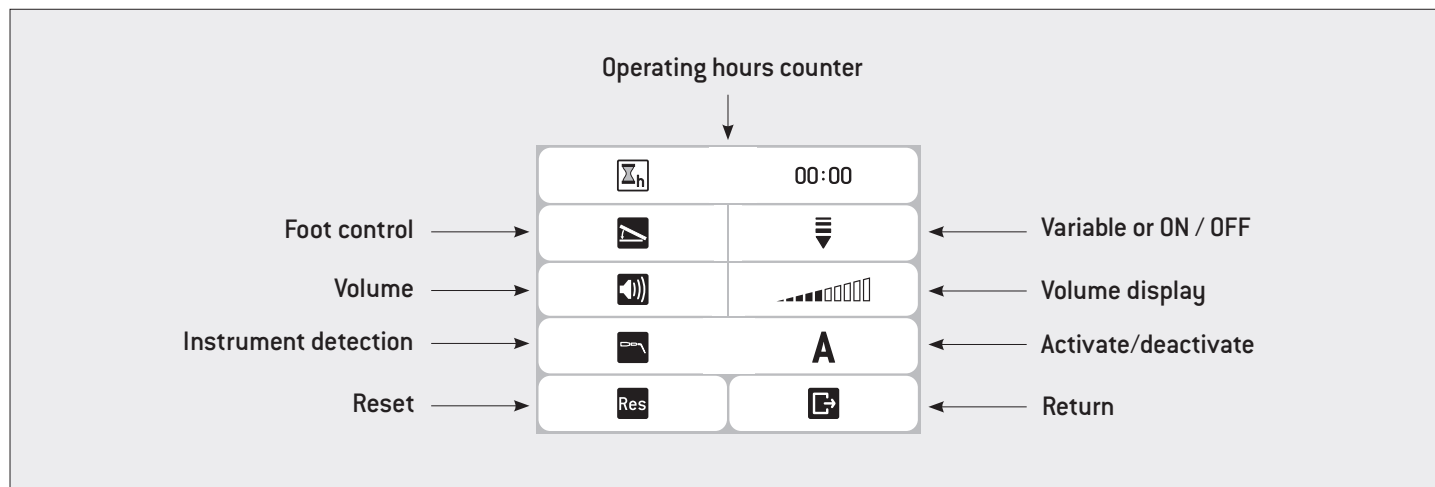 Operating hours counter
h 00:00
Foot control Variable or ON / OFF
Volume Volume display
Instrument detection A Activate/deactivate
Reset Res Return